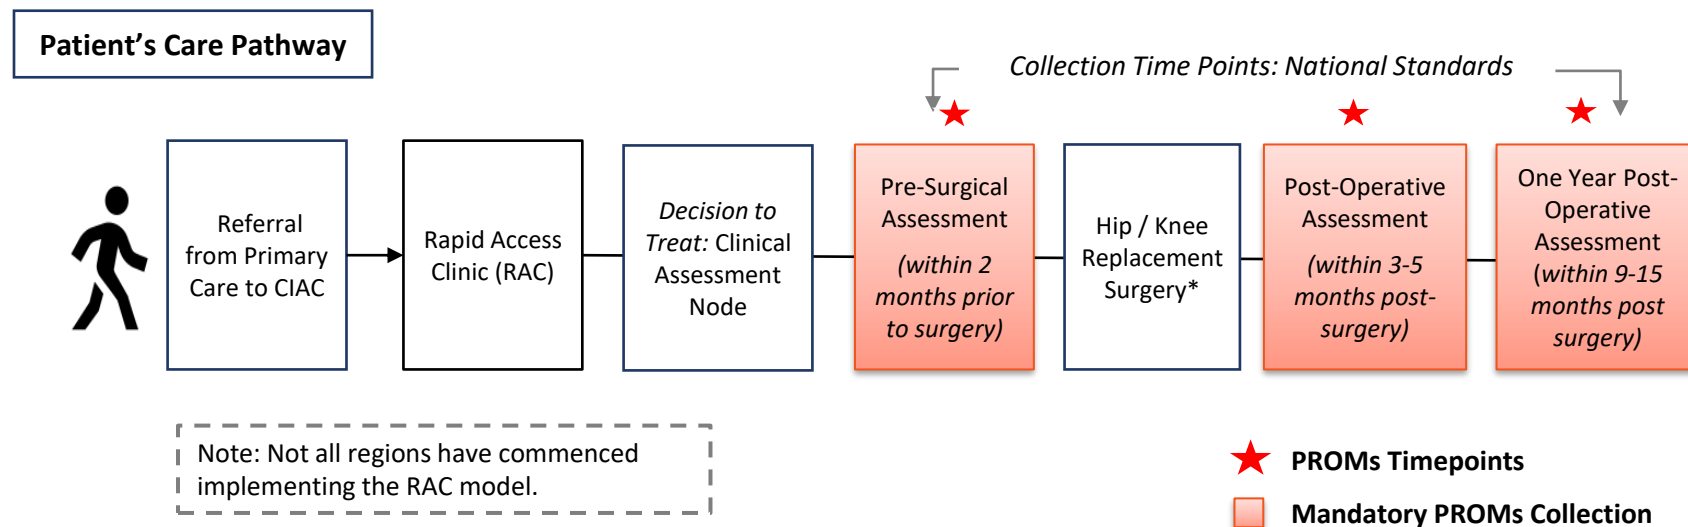 Patient's Care Pathway
Collection Time Points: National Standards
Referral
from Primary
Care to CIAC
Rapid Access
Clinic (RAC)
Decision to
Treat: Clinical
Assessment
Node
Pre-Surgical
Assessment
(within 2
months prior
to surgery)
Hip / Knee
Replacement
Surgery*
Post-Operative
Assessment
(within 3-5
months post-
surgery)
One Year Post-
Operative
Assessment
(within 9-15
months post
surgery)
Note: Not all regions have commenced
implementing the RAC model.
PROMs Timepoints
Mandatory PROMs Collection